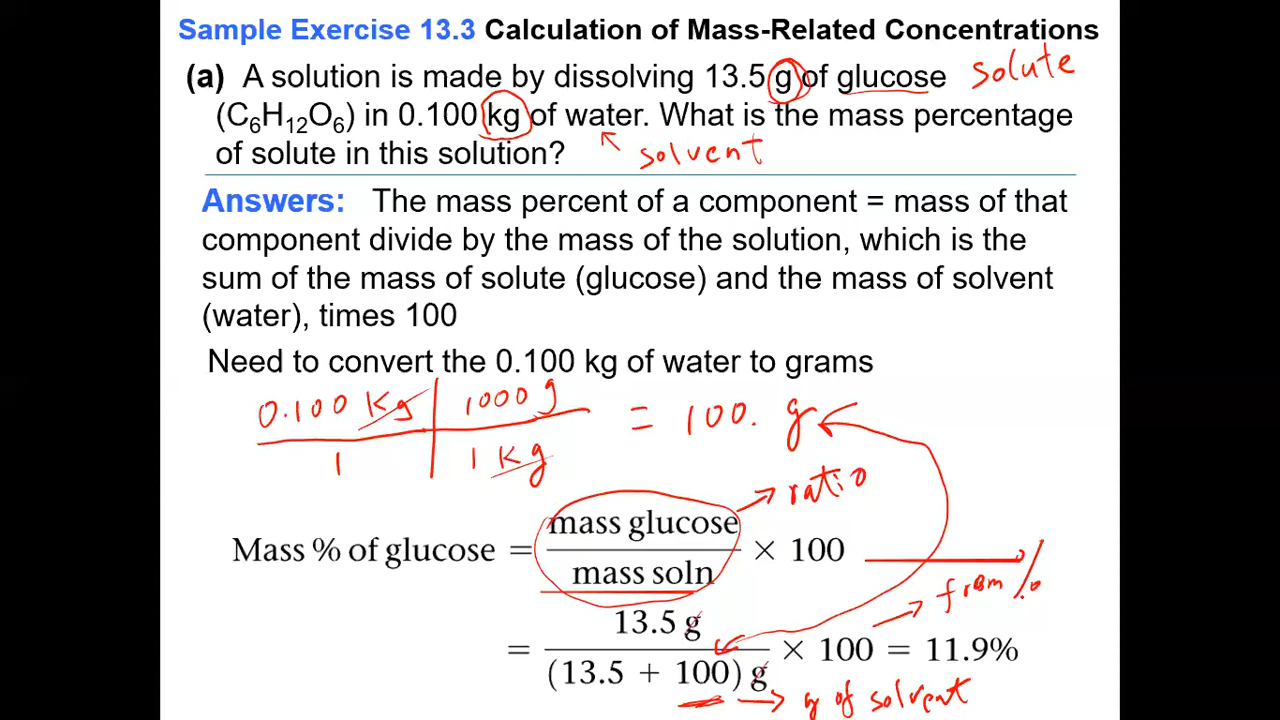 Sample Exercise 13.3 Calculation of Mass-Related Concentrations
(a) A solution is made by dissolving 13.5 g of glucose solute
(C₆H₁₂O₆) in 0.100 kg of water. What is the mass percentage
of solute in this solution? solvent
Answers: The mass percent of a component = mass of that
component divide by the mass of the solution, which is the
sum of the mass of solute (glucose) and the mass of solvent
(water), times 100
Need to convert the 0.100 kg of water to grams
0.100 Kg 1000 g
= 100. g
1 1 Kg
ratio
mass glucose
Mass % of glucose = × 100
mass soln
from %
13.5 g
= × 100 = 11.9%
(13.5 + 100) g
g of solvent